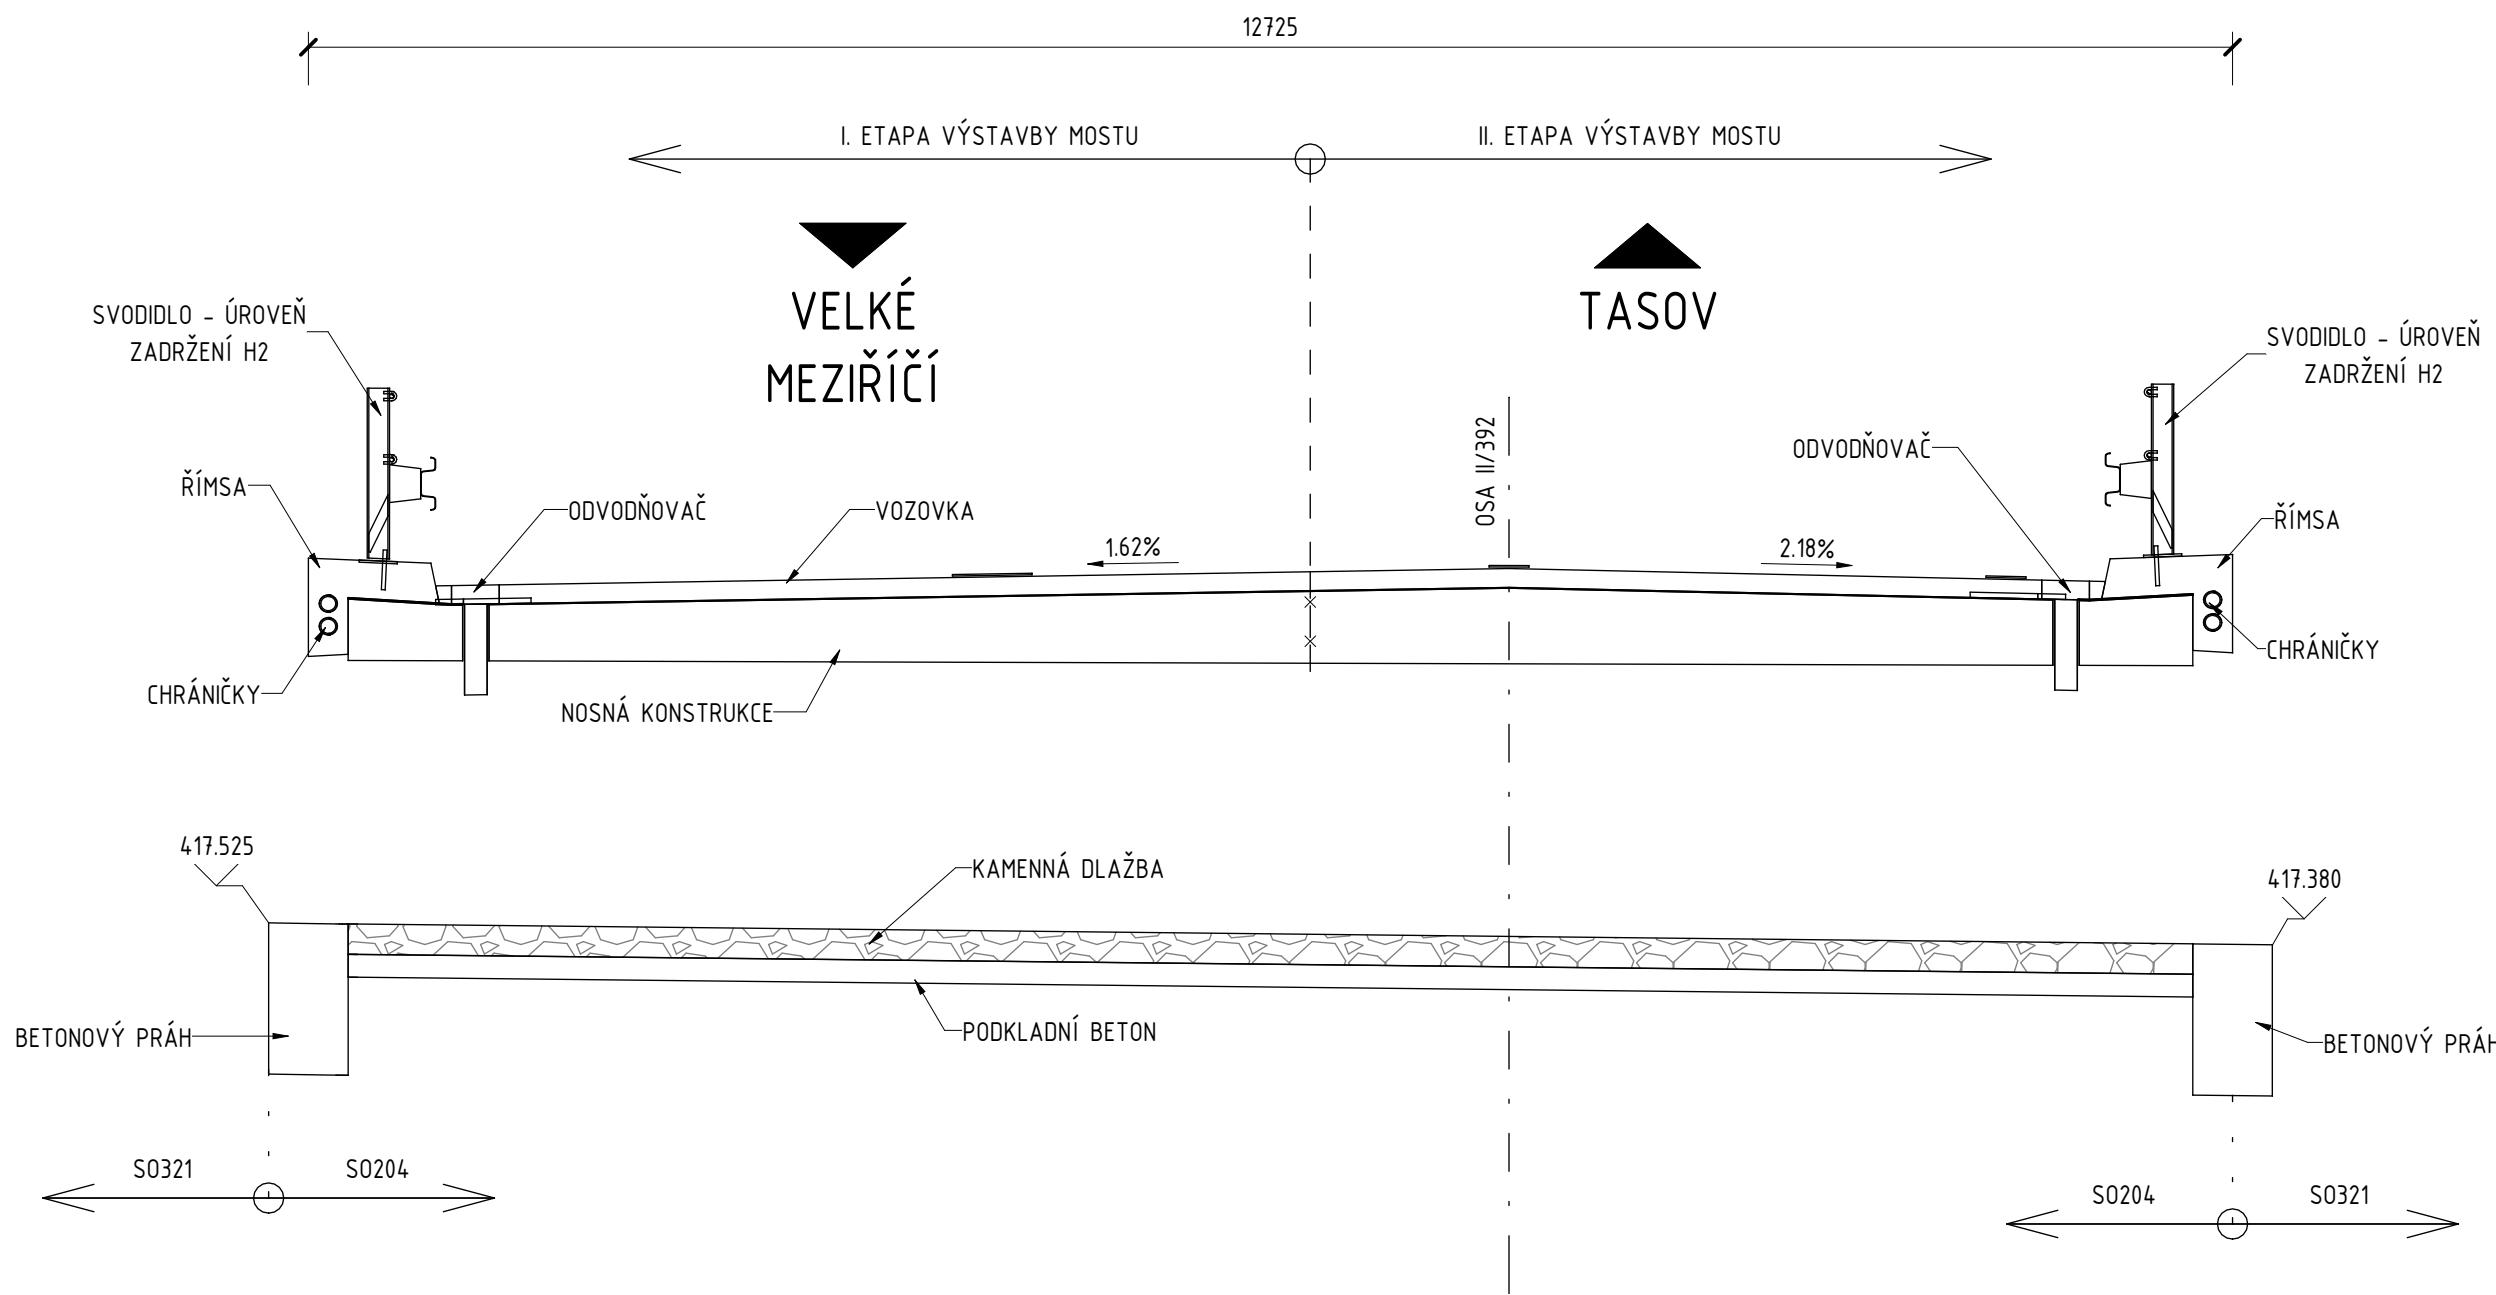 12725
I. ETAPA VÝSTAVBY MOSTU
II. ETAPA VÝSTAVBY MOSTU
VELKÉ
MEZIŘÍČÍ
TASOV
SVODIDLO - ÚROVEŇ
ZADRŽENÍ H2
SVODIDLO - ÚROVEŇ
ZADRŽENÍ H2
ŘÍMSA
ODVODŇOVAČ
VOZOVKA
OSA II/392
ODVODŇOVAČ
ŘÍMSA
1.62%
2.18%
CHRÁNIČKY
NOSNÁ KONSTRUKCE
CHRÁNIČKY
417.525
KAMENNÁ DLAŽBA
417.380
BETONOVÝ PRÁH
PODKLADNÍ BETON
BETONOVÝ PRÁH
SO321
SO204
SO204
SO321